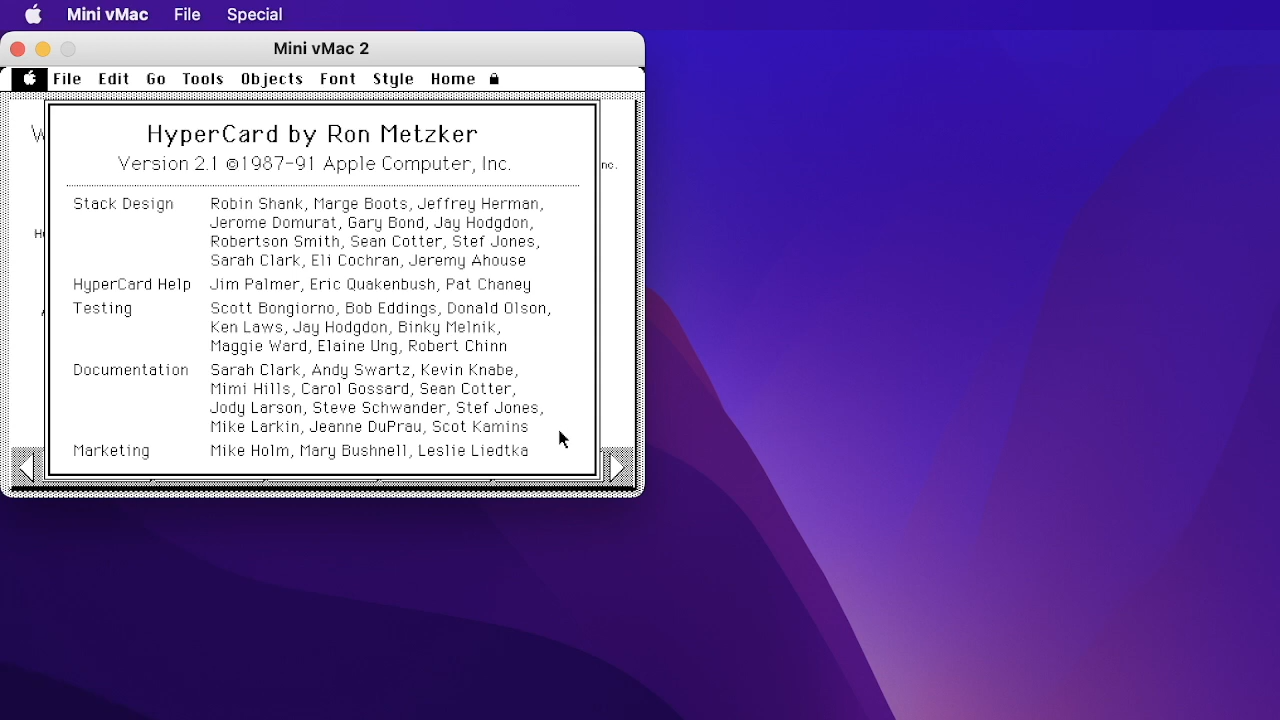 Mini vMac File Special
Mini vMac 2
File Edit Go Tools Objects Font Style Home
HyperCard by Ron Metzker
Version 2.1 ©1987-91 Apple Computer, Inc.
Stack Design Robin Shank, Marge Boots, Jeffrey Herman,
Jerome Domurat, Gary Bond, Jay Hodgdon,
Robertson Smith, Sean Cotter, Stef Jones,
Sarah Clark, Eli Cochran, Jeremy Ahouse
HyperCard Help Jim Palmer, Eric Quakenbush, Pat Chaney
Testing Scott Bongiorno, Bob Eddings, Donald Olson,
Ken Laws, Jay Hodgdon, Binky Melnik,
Maggie Ward, Elaine Ung, Robert Chinn
Documentation Sarah Clark, Andy Swartz, Kevin Knabe,
Mimi Hills, Carol Gossard, Sean Cotter,
Jody Larson, Steve Schwander, Stef Jones,
Mike Larkin, Jeanne DuPrau, Scot Kamins
Marketing Mike Holm, Mary Bushnell, Leslie Liedtka